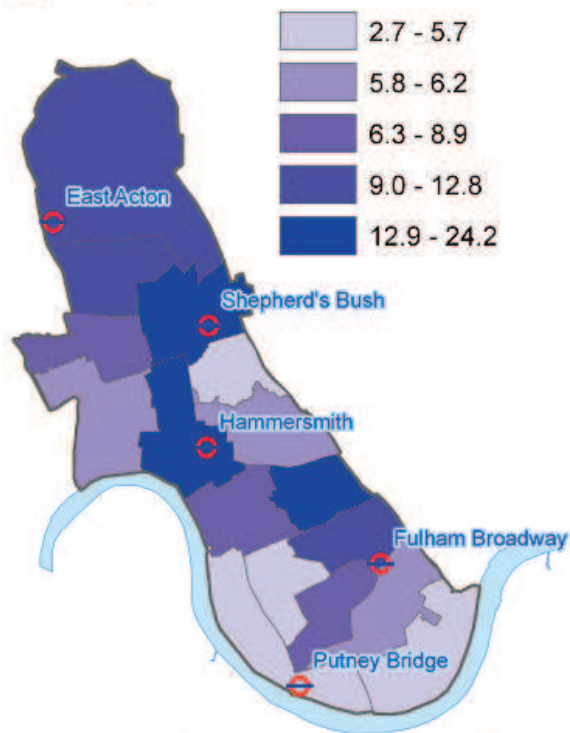 2.7 - 5.7
5.8 - 6.2
6.3 - 8.9
9.0 - 12.8
12.9 - 24.2
East Acton
Shepherd's Bush
Hammersmith
Fulham Broadway
Putney Bridge